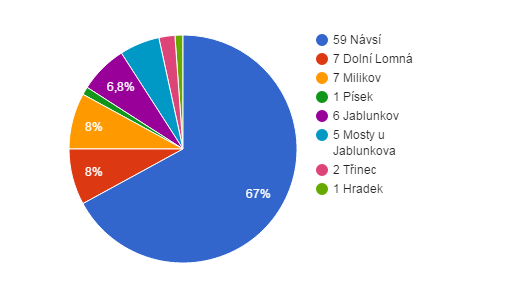 59 Návsí
7 Dolní Lomná
7 Milikov
1 Písek
6 Jablunkov
5 Mosty u
Jablunkova
2 Třinec
1 Hradek
6,8%
8%
8%
67%